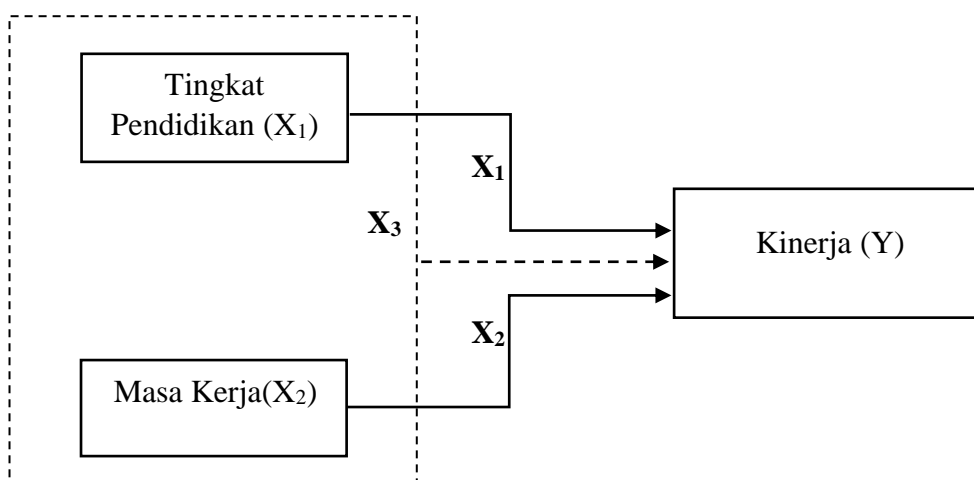 Tingkat
Pendidikan (X₁)
X₁
X₃
Kinerja (Y)
X₂
Masa Kerja(X₂)